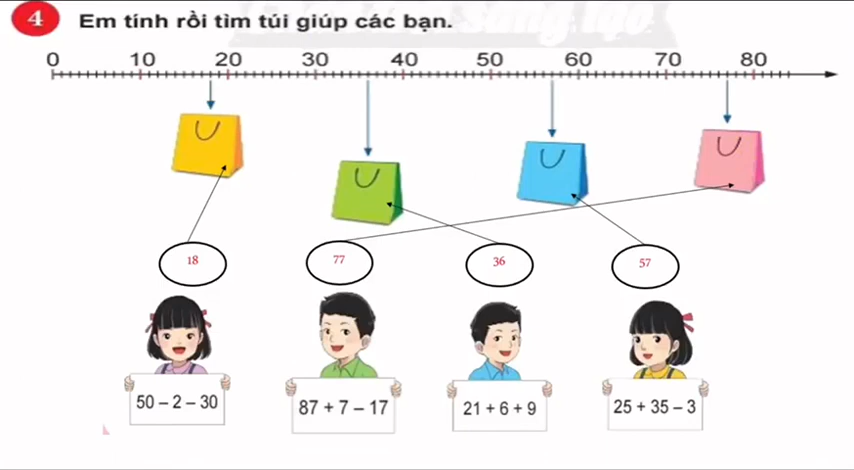 4 Em tính rồi tìm túi giúp các bạn.
0 10 20 30 40 50 60 70 80
18 77 36 57
50 – 2 – 30 87 + 7 – 17 21 + 6 + 9 25 + 35 – 3